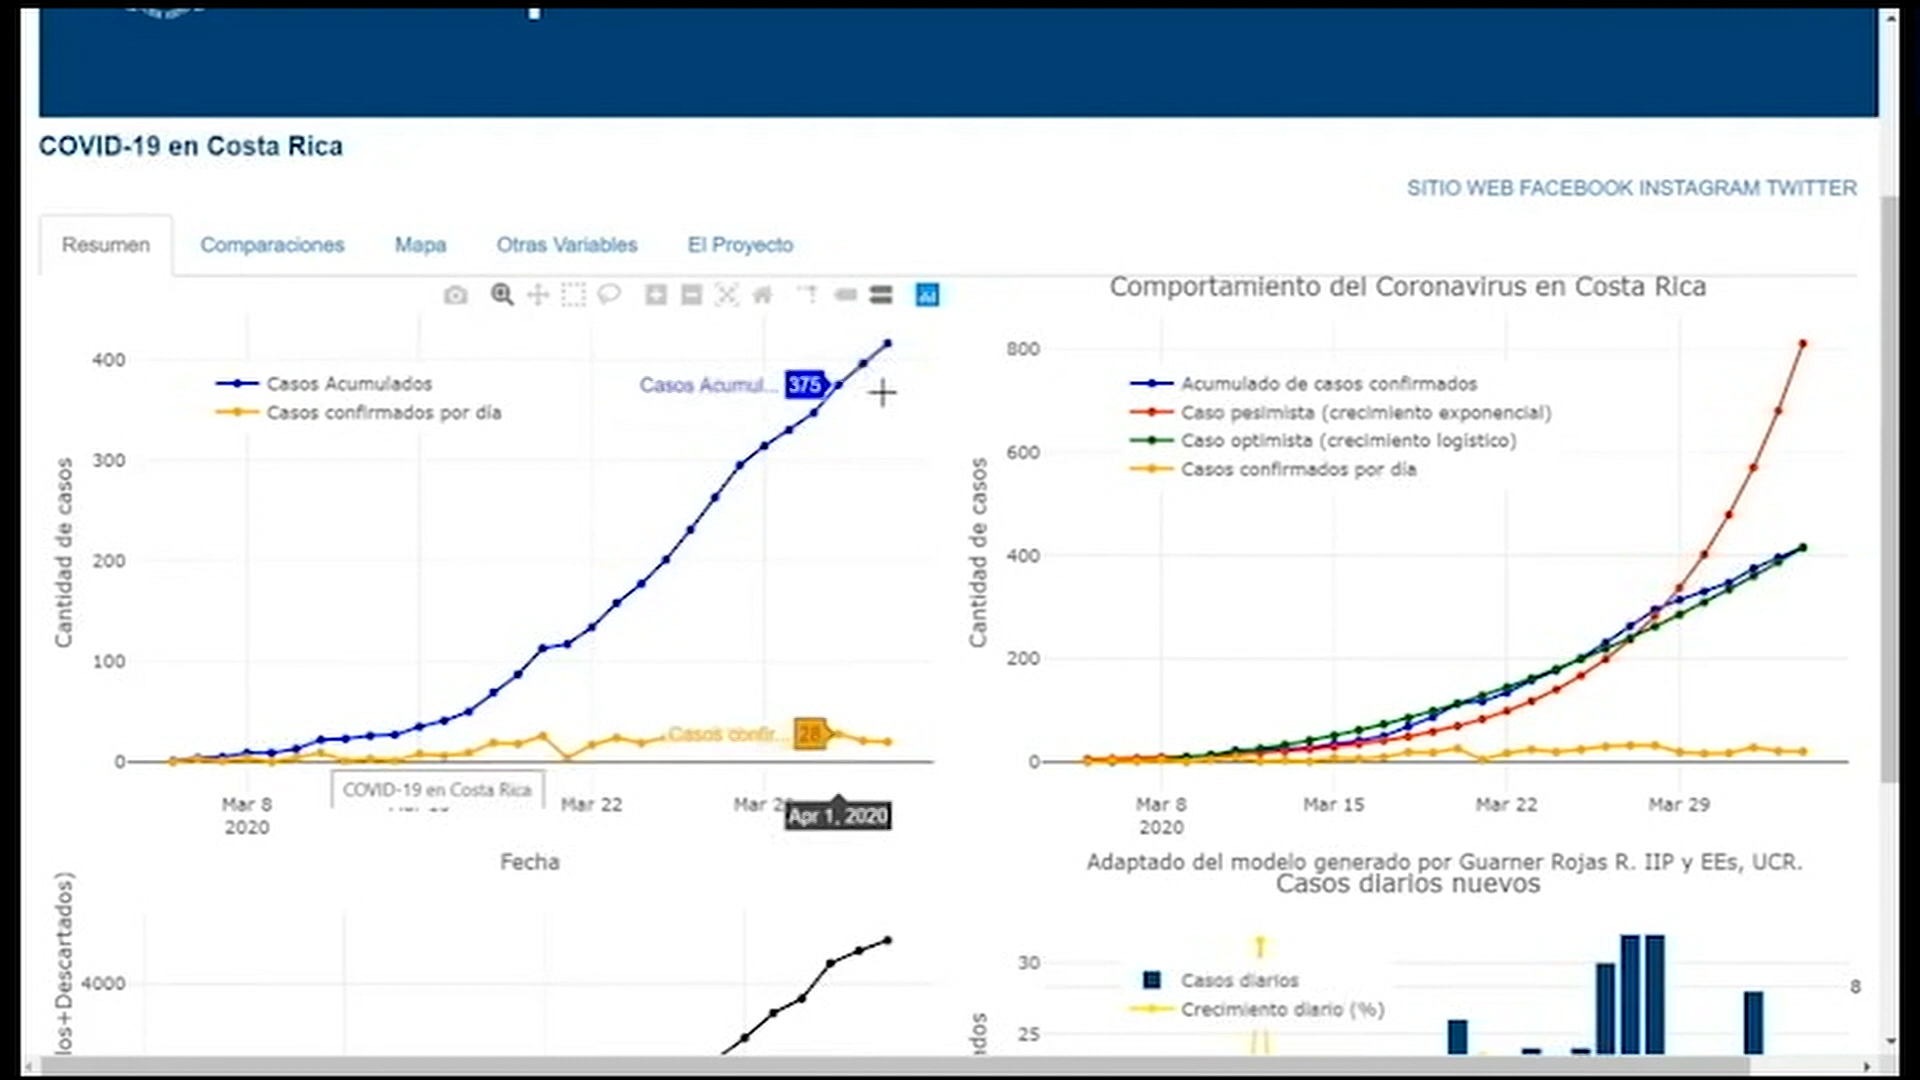 COVID-19 en Costa Rica
SITIO WEB FACEBOOK INSTAGRAM TWITTER
Resumen Comparaciones Mapa Otras Variables El Proyecto
Cantidad de casos
400
300
200
100
0
Casos Acumulados
Casos confirmados por día
Casos Acumul... 375
Casos confir... 28
Mar 8
2020
COVID-19 en Costa Rica
Mar 22
Apr 1, 2020
Fecha
Comportamiento del Coronavirus en Costa Rica
Cantidad de casos
800
600
400
200
0
Acumulado de casos confirmados
Caso pesimista (crecimiento exponencial)
Caso optimista (crecimiento logístico)
Casos confirmados por día
Mar 8
2020
Mar 15
Mar 22
Mar 29
Adaptado del modelo generado por Guarner Rojas R. IIP y EEs, UCR.
los+Descartados)
4000
Casos diarios nuevos
30
25
Casos diarios
Crecimiento diario (%)
8